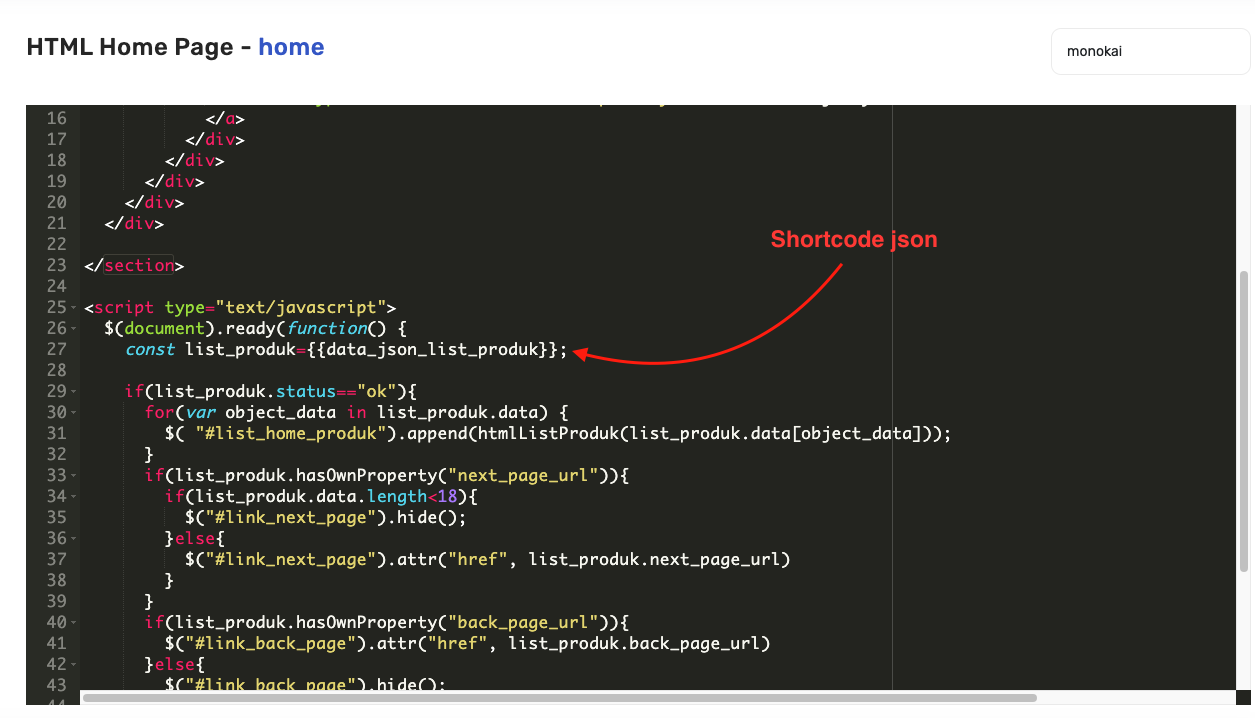 HTML Home Page - home
monokai
16 </a>
17 </div>
18 </div>
19 </div>
20 </div>
21 </div>
22
Shortcode json
23 </section>
24
25 <script type="text/javascript">
26 $(document).ready(function() {
27 const list_produk={{data_json_list_produk}};
28
29 if(list_produk.status=="ok"){
30 for(var object_data in list_produk.data) {
31 $( "#list_home_produk").append(htmlListProduk(list_produk.data[object_data]));
32 }
33 if(list_produk.hasOwnProperty("next_page_url")){
34 if(list_produk.data.length<18){
35 $("#link_next_page").hide();
36 }else{
37 $("#link_next_page").attr("href", list_produk.next_page_url)
38 }
39 }
40 if(list_produk.hasOwnProperty("back_page_url")){
41 $("#link_back_page").attr("href", list_produk.back_page_url)
42 }else{
43 $("#link_back_page").hide();
44